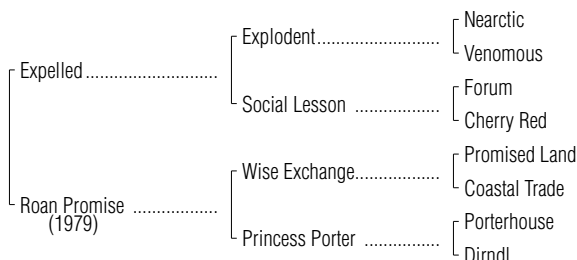 Nearctic
Explodent........................
Venomous
Expelled .........................
Forum
Social Lesson ................
Cherry Red
Promised Land
Wise Exchange.................
Coastal Trade
Roan Promise ................
(1979)
Porterhouse
Princess Porter ...............
Dirndl